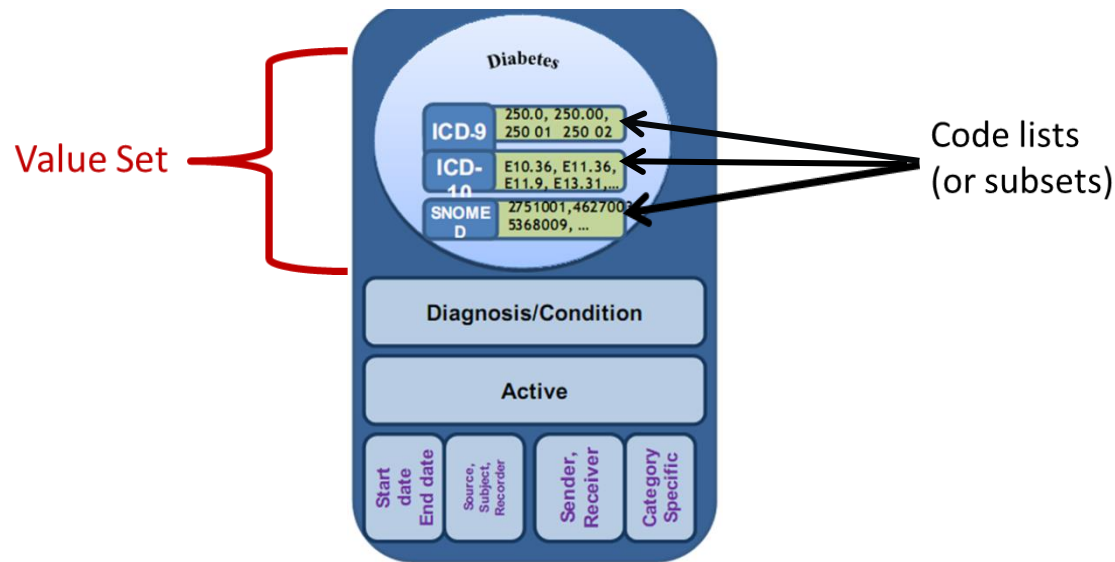 Diabetes
Value Set
ICD-9
250.0, 250.00,
250 01 250 02
ICD-
10
E10.36, E11.36,
E11.9, E13.31,...
SNOME
D
2751001,4627003
5368009, ...
Code lists
(or subsets)
Diagnosis/Condition
Active
Start
date
End date
Source,
Subject,
Recorder
Sender,
Receiver
Category
Specific